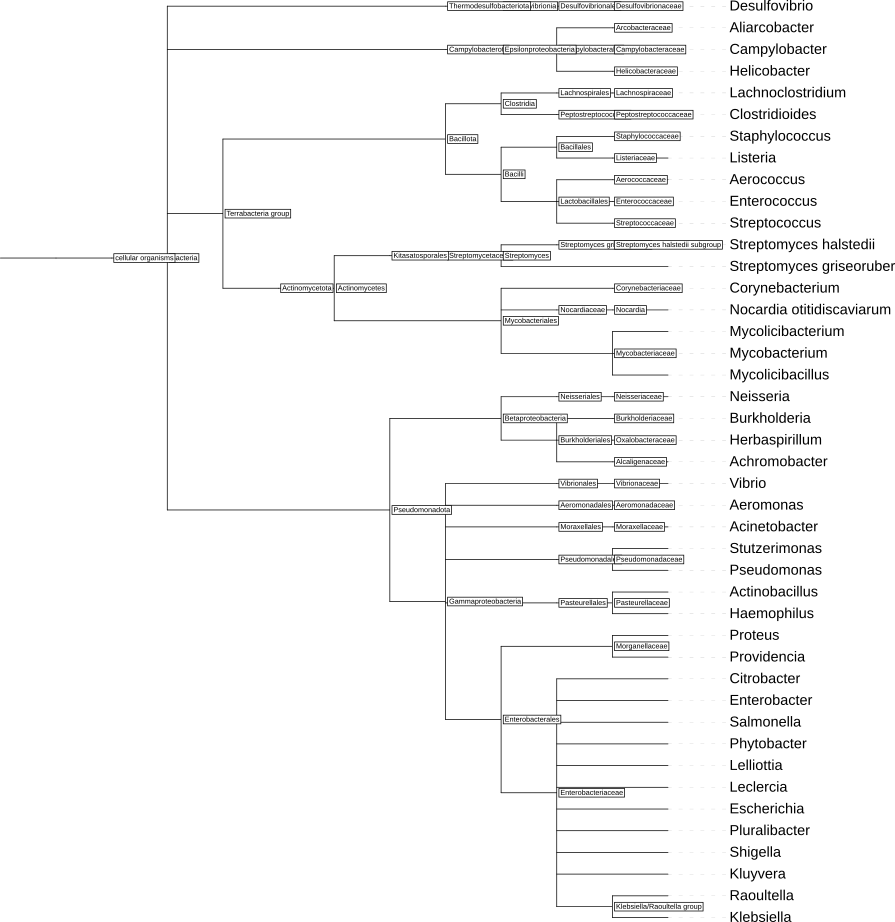 Thermodesulfobacteriota Desulfovibrionaceae Desulfovibrio
Arcobacteraceae Aliarcobacter
Epsilonproteobacteria Campylobacteraceae Campylobacter
Helicobacteraceae Helicobacter
Lachnospirales Lachnospiraceae Lachnoclostridium
Clostridia
Peptostreptococcaceae Clostridioides
Staphylococcaceae Staphylococcus
Bacillota
Bacillales
Listeriaceae Listeria
Bacilli
Aerococcaceae Aerococcus
Lactobacillales Enterococcaceae Enterococcus
Terrabacteria group
Streptococcaceae Streptococcus
Streptomyces halstedii subgroup Streptomyces halstedii
Kitasatosporales Streptomyces
cellular organisms
Streptomyces griseoruber
Actinomycetota Actinomycetes Corynebacteriaceae Corynebacterium
Nocardiaceae Nocardia Nocardia otitidiscaviarum
Mycobacteriales
Mycolicibacterium
Mycobacteriaceae Mycobacterium
Mycolicibacillus
Neisseriales Neisseriaceae Neisseria
Betaproteobacteria Burkholderiaceae Burkholderia
Burkholderiales Oxalobacteraceae Herbaspirillum
Alcaligenaceae Achromobacter
Vibrionales Vibrionaceae Vibrio
Aeromonadales Aeromonadaceae Aeromonas
Pseudomonadota
Moraxellales Moraxellaceae Acinetobacter
Stutzerimonas
Pseudomonadaceae
Pseudomonas
Actinobacillus
Gammaproteobacteria Pasteurellales Pasteurellaceae
Haemophilus
Proteus
Morganellaceae
Providencia
Citrobacter
Enterobacter
Enterobacterales Salmonella
Phytobacter
Lelliottia
Leclercia
Enterobacteriaceae
Escherichia
Pluralibacter
Shigella
Kluyvera
Raoultella
Klebsiella/Raoultella group
Klebsiella